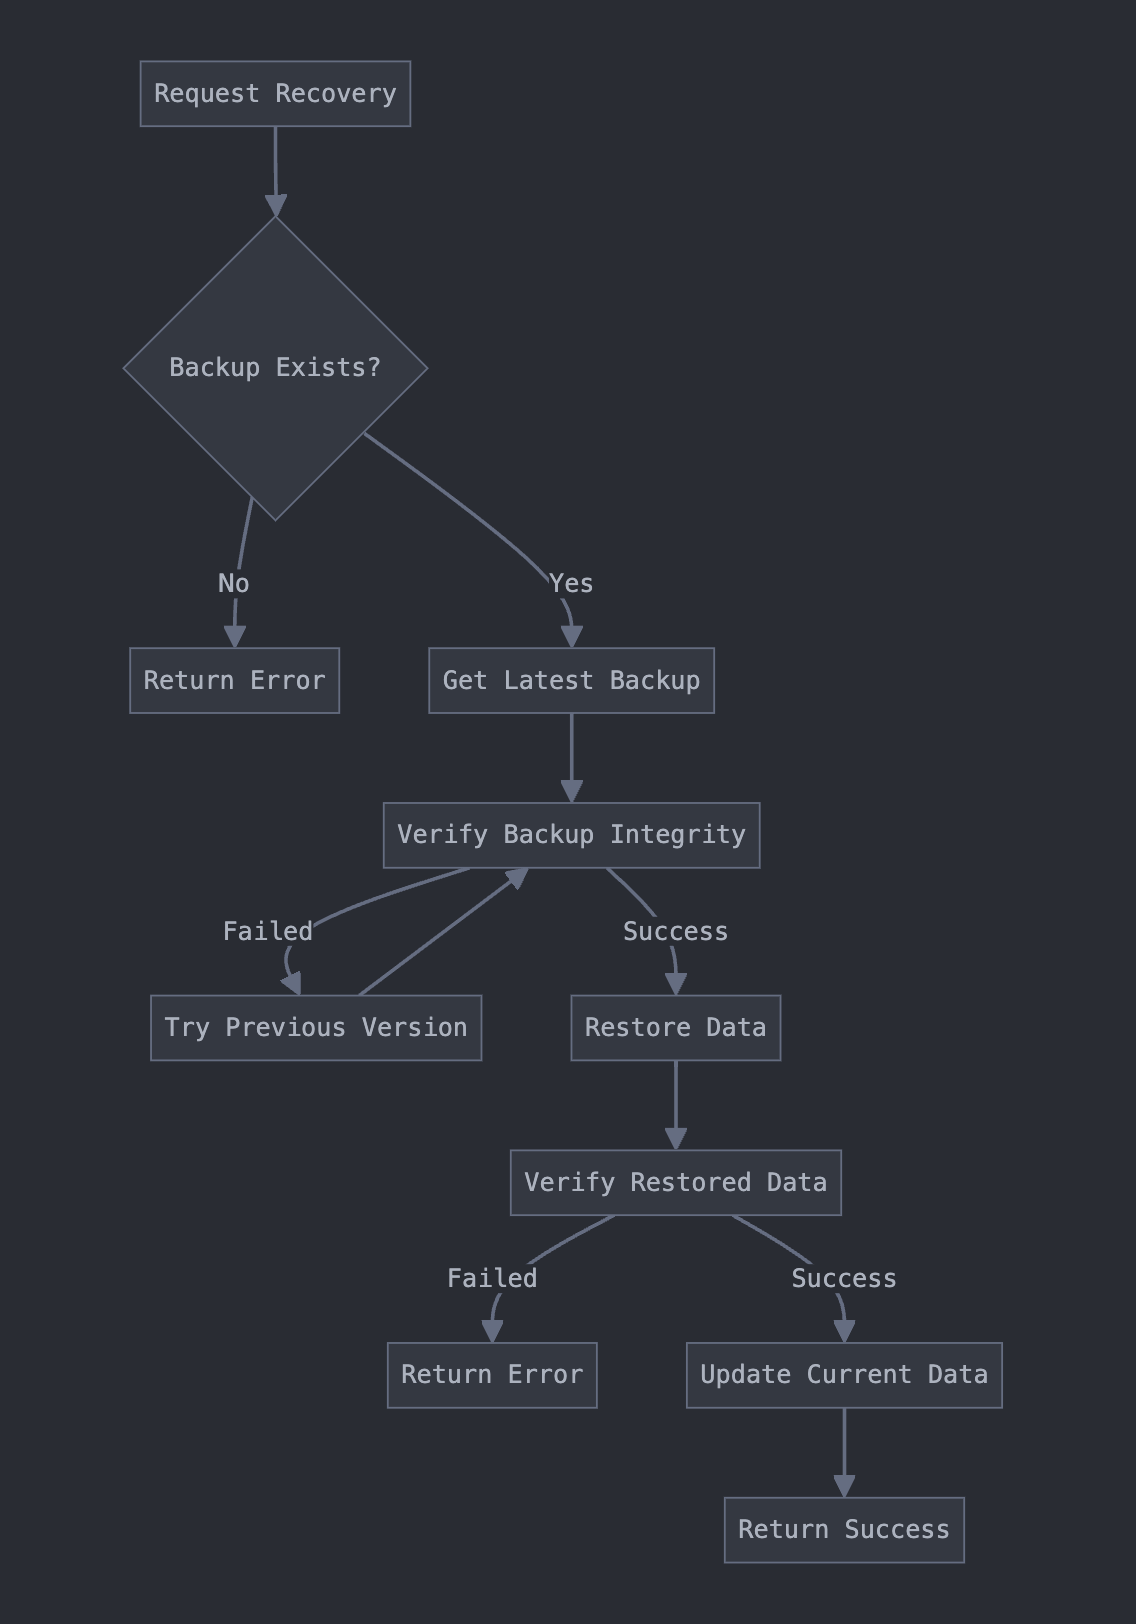 Request Recovery
Backup Exists?
No
Yes
Return Error
Get Latest Backup
Verify Backup Integrity
Failed
Success
Try Previous Version
Restore Data
Verify Restored Data
Failed
Success
Return Error
Update Current Data
Return Success